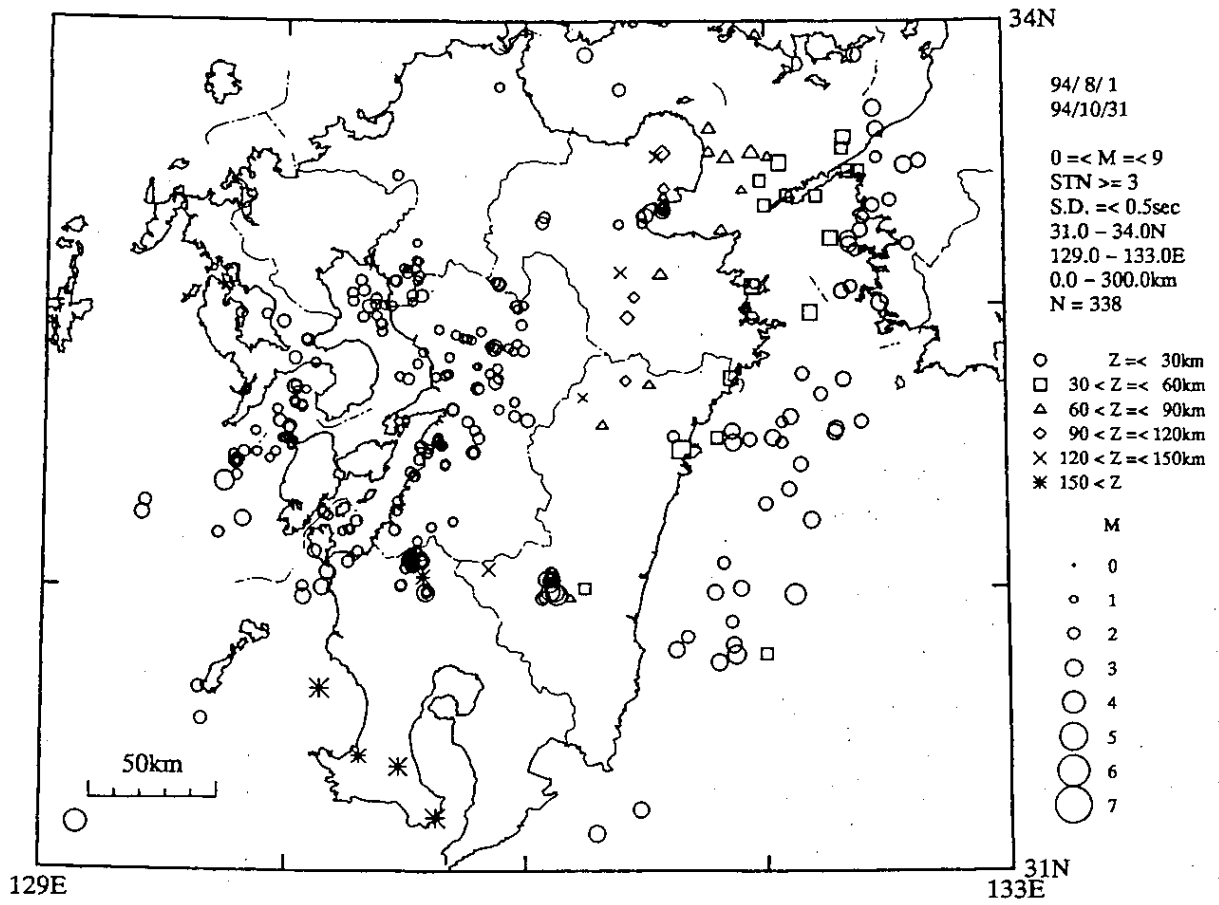 34N
94/ 8/ 1
94/10/31
0 =< M =< 9
STN >= 3
S.D. =< 0.5sec
31.0 – 34.0N
129.0 – 133.0E
0.0 – 300.0km
N = 338
Z =< 30km
30 < Z =< 60km
60 < Z =< 90km
90 < Z =< 120km
120 < Z =< 150km
150 < Z
M
0
1
2
3
4
5
6
7
50km
31N
129E
133E